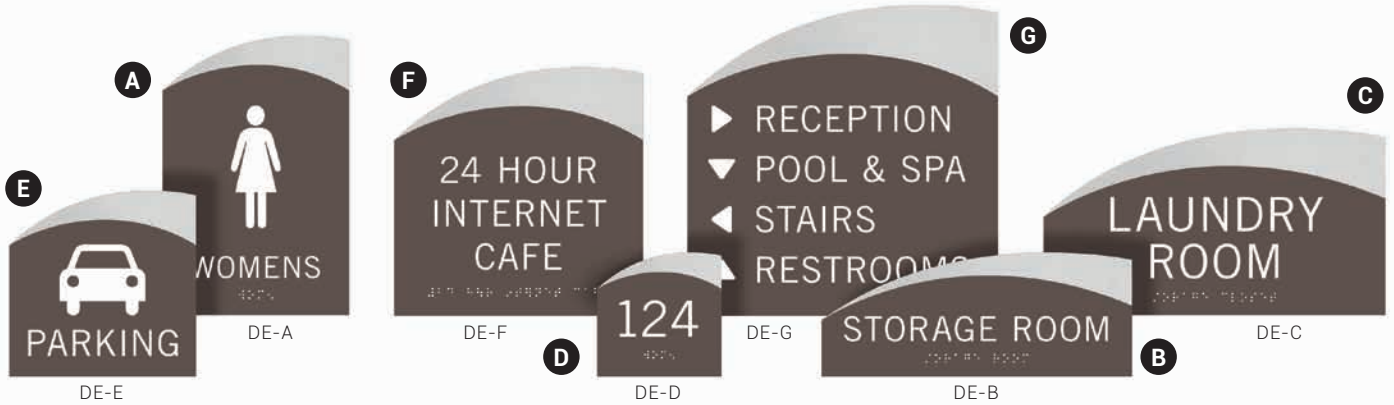 A
WOMENS
DE-A
E
PARKING
DE-E
F
24 HOUR
INTERNET
CAFE
DE-F
D
124
DE-D
G
RECEPTION
POOL & SPA
STAIRS
RESTROOMS
DE-G
B
STORAGE ROOM
DE-B
C
LAUNDRY
ROOM
DE-C